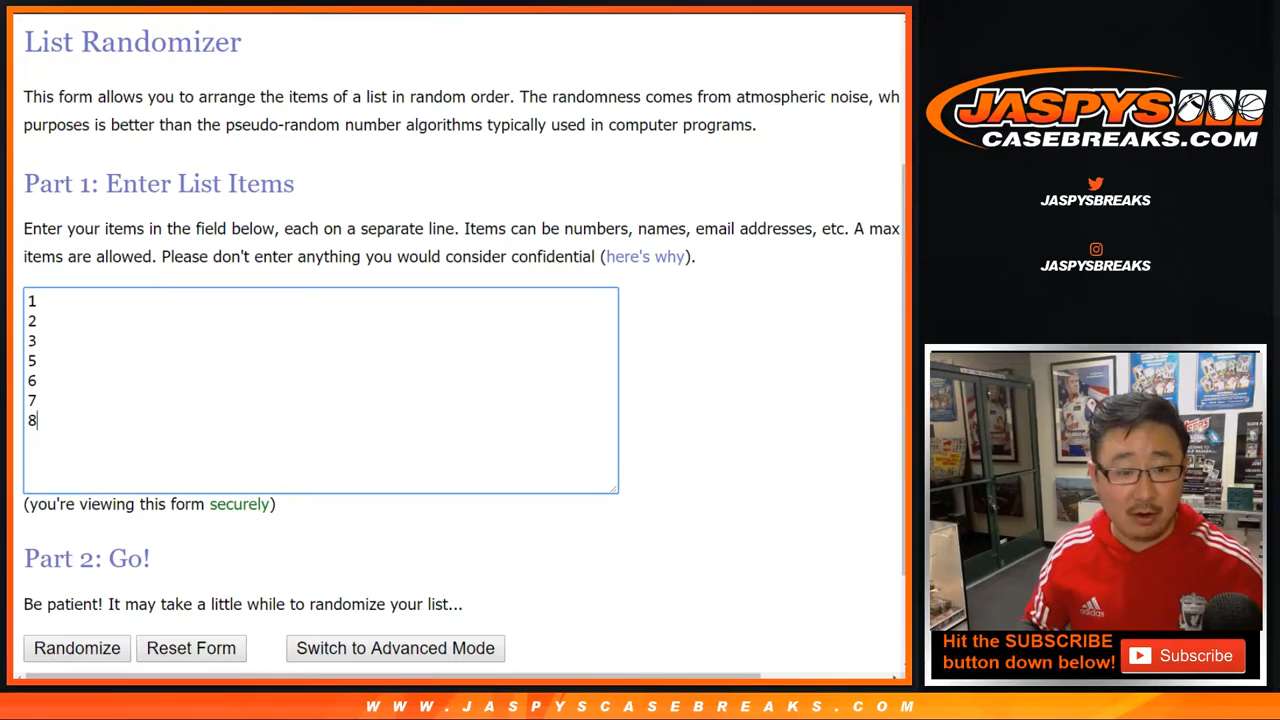 List Randomizer
This form allows you to arrange the items of a list in random order. The randomness comes from atmospheric noise, wh
purposes is better than the pseudo-random number algorithms typically used in computer programs.
Part 1: Enter List Items
Enter your items in the field below, each on a separate line. Items can be numbers, names, email addresses, etc. A max
items are allowed. Please don't enter anything you would consider confidential (here's why).
1
2
3
5
6
7
8
(you're viewing this form securely)
Part 2: Go!
Be patient! It may take a little while to randomize your list...
Randomize
Reset Form
Switch to Advanced Mode
JASPYS
CASEBREAKS.COM
JASPYSBREAKS
JASPYSBREAKS
adidas
Hit the SUBSCRIBE
button down below!
Subscribe
WWW.JASPYSCASEBREAKS.COM